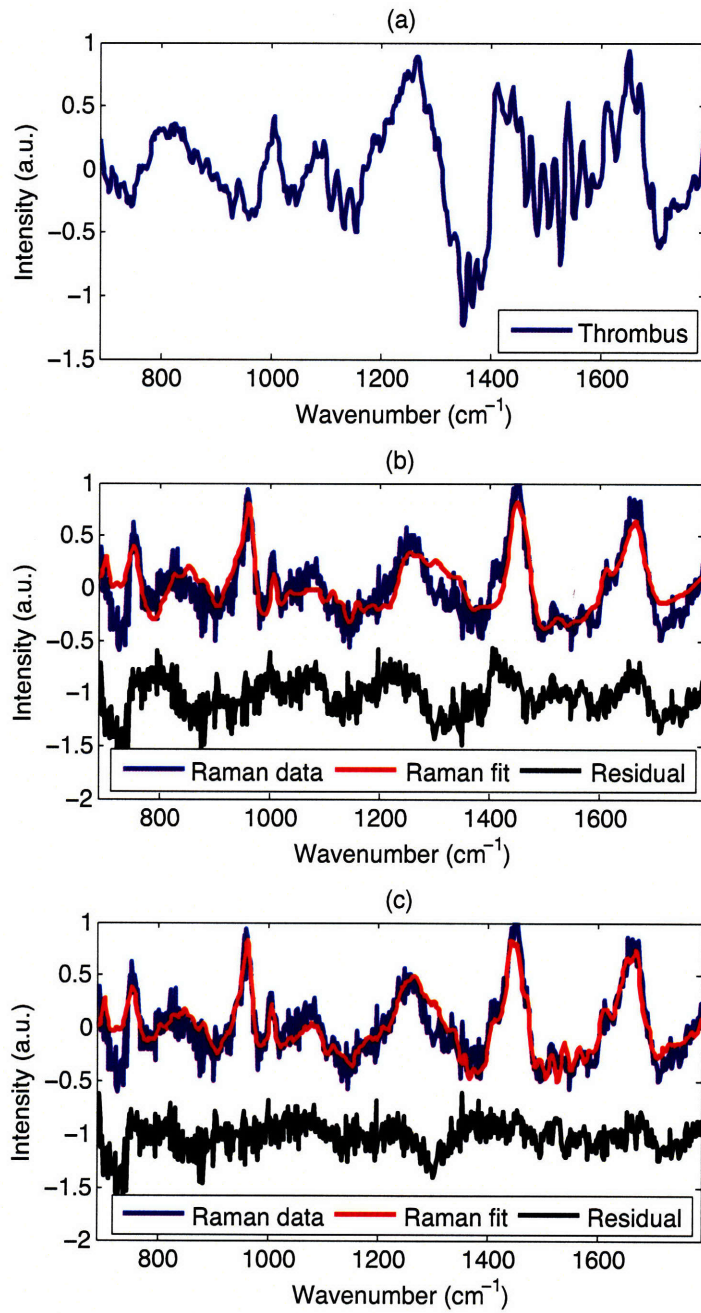 (a)
1
0.5
0
−0.5
−1
−1.5
Intensity (a.u.)
Thrombus
800 1000 1200 1400 1600
Wavenumber (cm⁻¹)
(b)
1
0.5
0
−0.5
−1
−1.5
−2
Intensity (a.u.)
Raman data Raman fit Residual
800 1000 1200 1400 1600
Wavenumber (cm⁻¹)
(c)
1
0.5
0
−0.5
−1
−1.5
−2
Intensity (a.u.)
Raman data Raman fit Residual
800 1000 1200 1400 1600
Wavenumber (cm⁻¹)